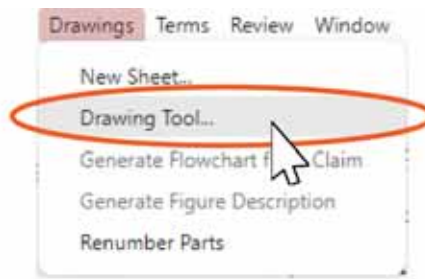 Drawings Terms Review Window
New Sheet...
Drawing Tool...
Generate Flowchart f Claim
Generate Figure Description
Renumber Parts